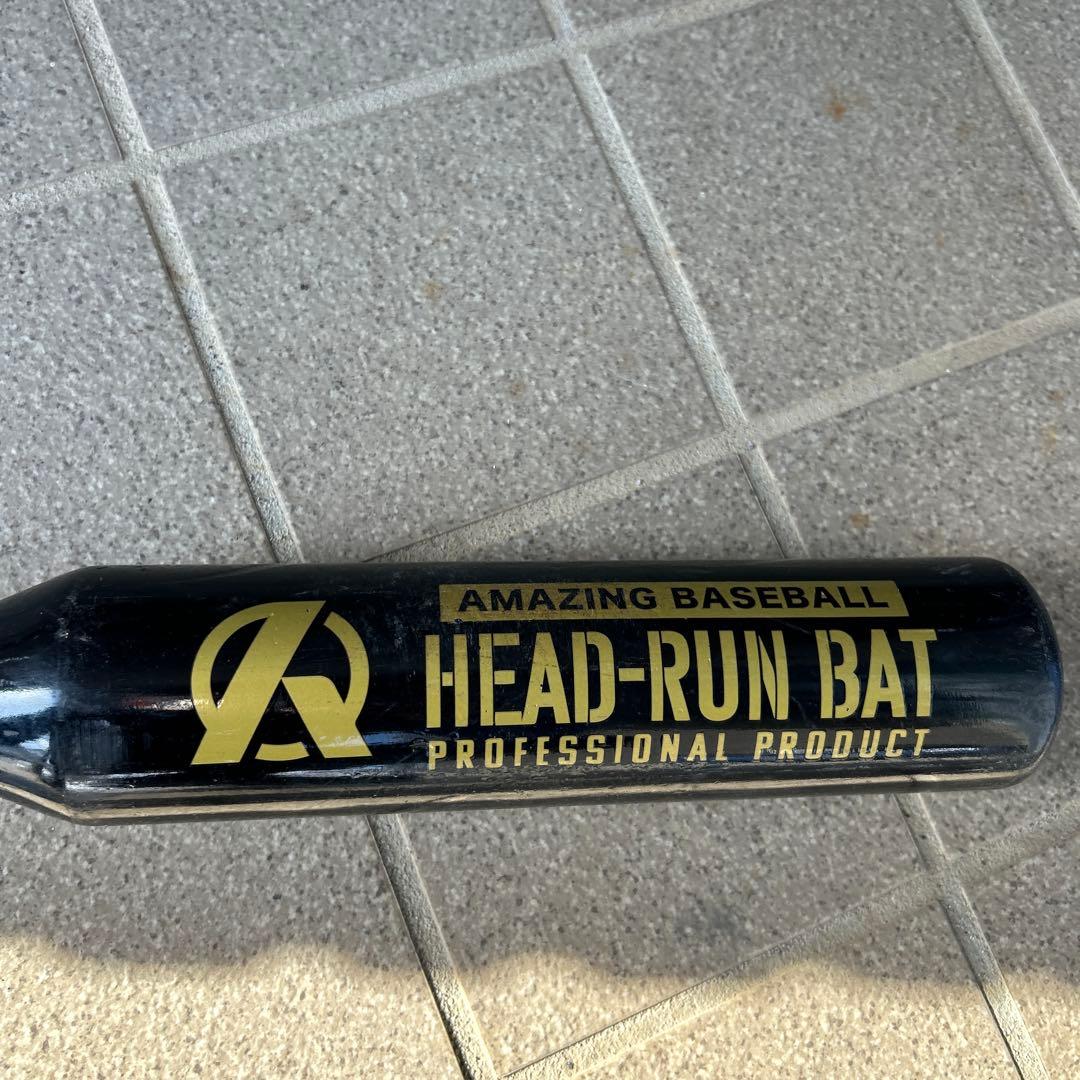 AMAZING BASEBALL
HEAD-RUN BAT
PROFESSIONAL PRODUCT